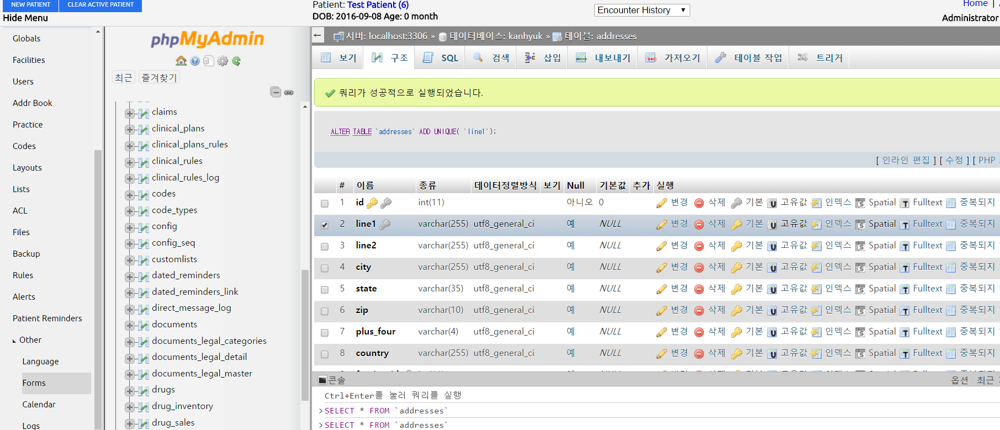 NEW PATIENT
CLEAR ACTIVE PATIENT
Hide Menu
Patient: Test Patient (6)
DOB: 2016-09-08 Age: 0 month
Encounter History
Home |
Administrator
Globals
Facilities
Users
Addr Book
Practice
Codes
Layouts
Lists
ACL
Files
Backup
Rules
Alerts
Patient Reminders
Other
Language
Forms
Calendar
Logs
phpMyAdmin
최근
즐겨찾기
claims
clinical_plans
clinical_plans_rules
clinical_rules
clinical_rules_log
codes
code_types
config
config_seq
customlists
dated_reminders
dated_reminders_link
direct_message_log
documents
documents_legal_categories
documents_legal_detail
documents_legal_master
drugs
drug_inventory
drug_sales
서버: localhost:3306 » 데이터베이스: kanhyuk » 테이블: addresses
보기 구조 SQL 검색 삽입 내보내기 가져오기 테이블 작업 트리거
쿼리가 성공적으로 실행되었습니다.
ALTER TABLE `addresses` ADD UNIQUE( `line1`);
[ 인라인 편집 ] [ 수정 ] [ PHP
# 이름 종류 데이터정렬방식 보기 Null 기본값 추가 실행
1 id int(11) 아니오 0 변경 삭제 기본 고유값 인덱스 Spatial Fulltext 중복되지
2 line1 varchar(255) utf8_general_ci 예 NULL 변경 삭제 기본 고유값 인덱스 Spatial Fulltext 중복되지
3 line2 varchar(255) utf8_general_ci 예 NULL 변경 삭제 기본 고유값 인덱스 Spatial Fulltext 중복되지
4 city varchar(255) utf8_general_ci 예 NULL 변경 삭제 기본 고유값 인덱스 Spatial Fulltext 중복되지
5 state varchar(35) utf8_general_ci 예 NULL 변경 삭제 기본 고유값 인덱스 Spatial Fulltext 중복되지
6 zip varchar(10) utf8_general_ci 예 NULL 변경 삭제 기본 고유값 인덱스 Spatial Fulltext 중복되지
7 plus_four varchar(4) utf8_general_ci 예 NULL 변경 삭제 기본 고유값 인덱스 Spatial Fulltext 중복되지
8 country varchar(255) utf8_general_ci 예 NULL 변경 삭제 기본 고유값 인덱스 Spatial Fulltext 중복되지
콘솔
옵션 최근
Ctrl+Enter를 눌러 쿼리를 실행
>SELECT * FROM `addresses`
>SELECT * FROM `addresses`